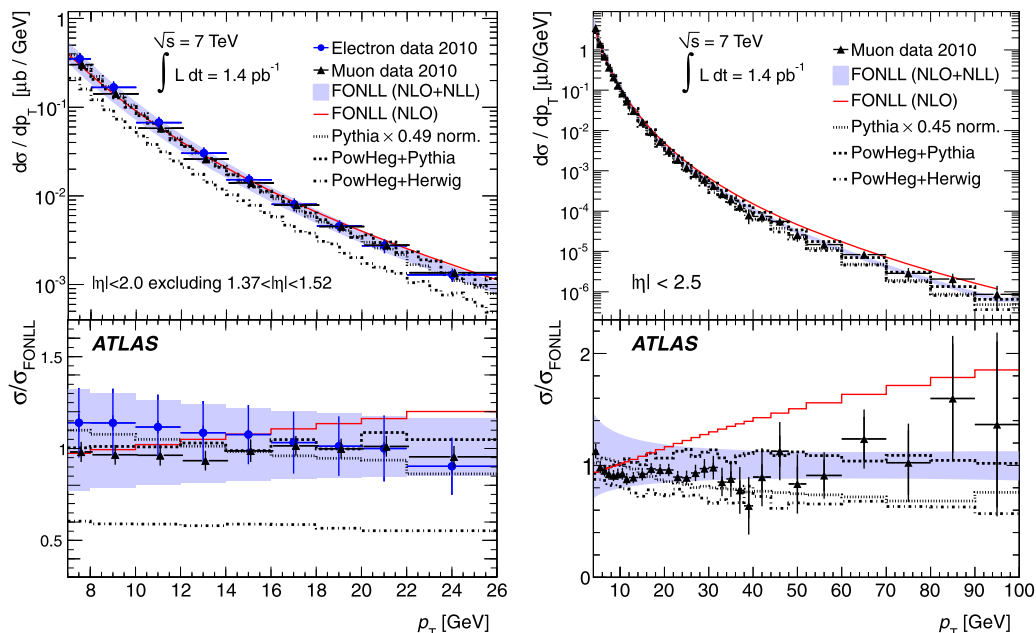 dσ / dp_T [μb / GeV]
1
10⁻¹
10⁻²
10⁻³
√s = 7 TeV
∫ L dt = 1.4 pb⁻¹
Electron data 2010
Muon data 2010
FONLL (NLO+NLL)
FONLL (NLO)
Pythia × 0.49 norm.
PowHeg+Pythia
PowHeg+Herwig
|η|<2.0 excluding 1.37<|η|<1.52
σ/σ_FONLL
ATLAS
1.5
1
0.5
8 10 12 14 16 18 20 22 24 26
p_T [GeV]
dσ / dp_T [μb/GeV]
1
10⁻¹
10⁻²
10⁻³
10⁻⁴
10⁻⁵
10⁻⁶
√s = 7 TeV
∫ L dt = 1.4 pb⁻¹
Muon data 2010
FONLL (NLO+NLL)
FONLL (NLO)
Pythia × 0.45 norm.
PowHeg+Pythia
PowHeg+Herwig
|η| < 2.5
σ/σ_FONLL
ATLAS
2
1
0
10 20 30 40 50 60 70 80 90 100
p_T [GeV]